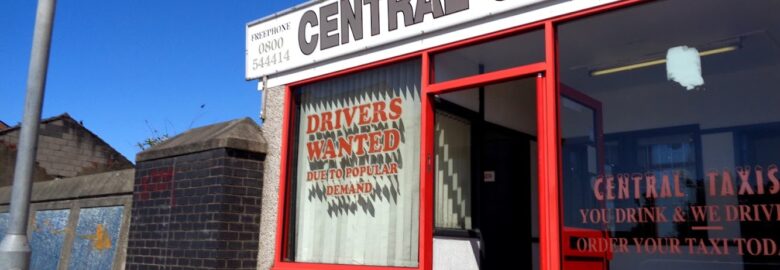 FREEPHONE
0800
544414
CENTRAL
DRIVERS
WANTED
DUE TO POPULAR
DEMAND
CENTRAL TAXIS
YOU DRINK & WE DRIVE
ORDER YOUR TAXI TODA